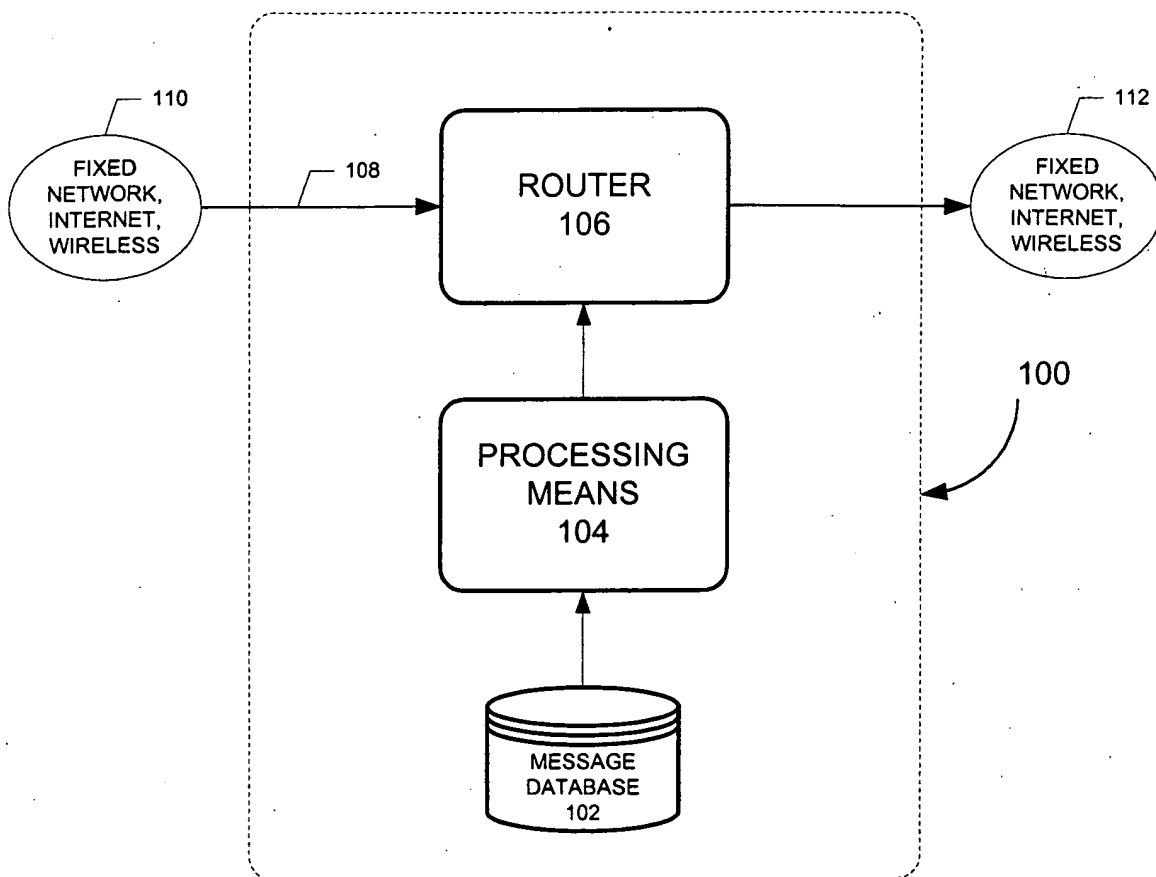 110
FIXED
NETWORK,
INTERNET,
WIRELESS
108
ROUTER
106
112
FIXED
NETWORK,
INTERNET,
WIRELESS
100
PROCESSING
MEANS
104
MESSAGE
DATABASE
102